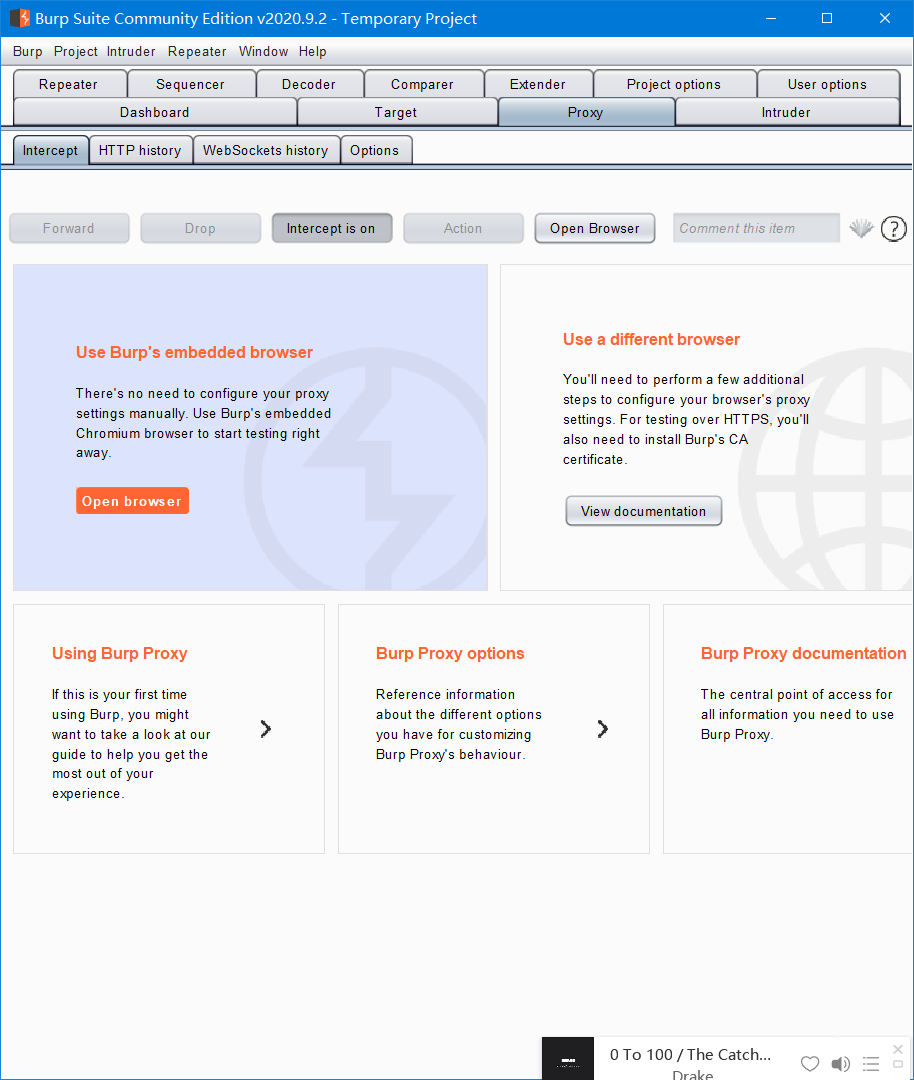 Burp Suite Community Edition v2020.9.2 - Temporary Project
Burp Project Intruder Repeater Window Help
Repeater Sequencer Decoder Comparer Extender Project options User options
Dashboard Target Proxy Intruder
Intercept HTTP history WebSockets history Options
Forward Drop Intercept is on Action Open Browser Comment this item ?
Use Burp's embedded browser
There's no need to configure your proxy
settings manually. Use Burp's embedded
Chromium browser to start testing right
away.
Open browser
Use a different browser
You'll need to perform a few additional
steps to configure your browser's proxy
settings. For testing over HTTPS, you'll
also need to install Burp's CA
certificate.
View documentation
Using Burp Proxy
If this is your first time
using Burp, you might
want to take a look at our
guide to help you get the
most out of your
experience.
Burp Proxy options
Reference information
about the different options
you have for customizing
Burp Proxy's behaviour.
Burp Proxy documentation
The central point of access for
all information you need to use
Burp Proxy.
0 To 100 / The Catch...
Drake